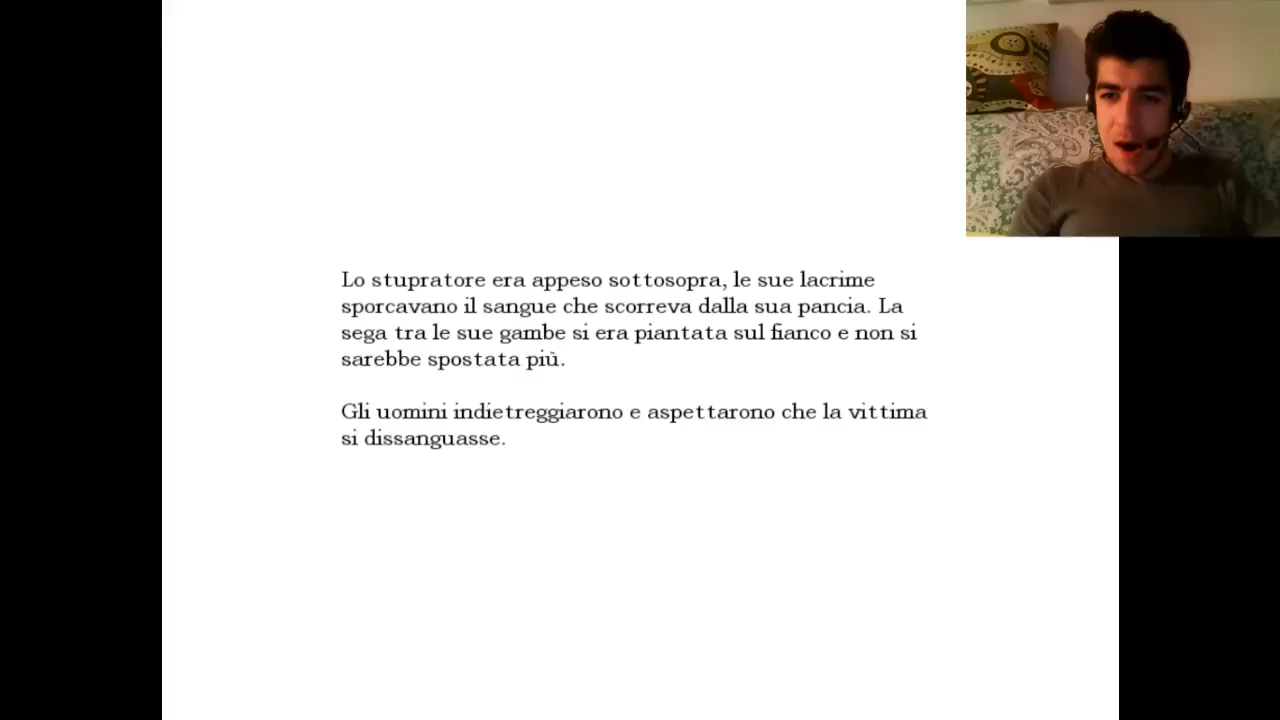 Lo stupratore era appeso sottosopra, le sue lacrime
sporcavano il sangue che scorreva dalla sua pancia. La
sega tra le sue gambe si era piantata sul fianco e non si
sarebbe spostata più.
Gli uomini indietreggiarono e aspettarono che la vittima
si dissanguasse.